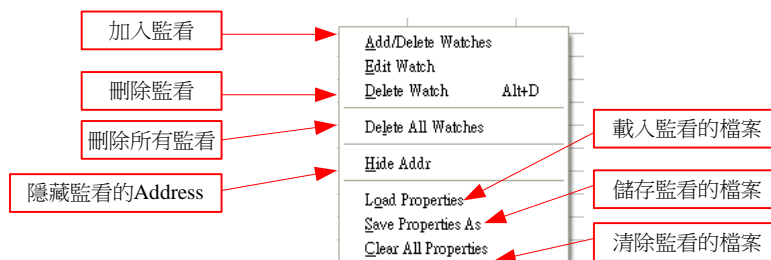 加入監看
刪除監看
刪除所有監看
隱藏監看的Address
Add/Delete Watches
Edit Watch
Delete Watch Alt+D
Delete All Watches
Hide Addr
Load Properties
Save Properties As
Clear All Properties
載入監看的檔案
儲存監看的檔案
清除監看的檔案